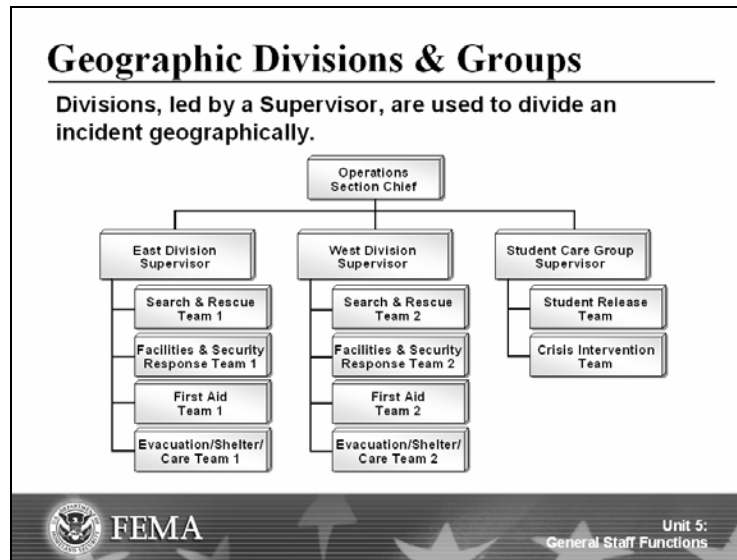 Geographic Divisions & Groups
Divisions, led by a Supervisor, are used to divide an
incident geographically.
Operations
Section Chief
East Division
Supervisor
Search & Rescue
Team 1
Facilities & Security
Response Team 1
First Aid
Team 1
Evacuation/Shelter/
Care Team 1
West Division
Supervisor
Search & Rescue
Team 2
Facilities & Security
Response Team 2
First Aid
Team 2
Evacuation/Shelter/
Care Team 2
Student Care Group
Supervisor
Student Release
Team
Crisis Intervention
Team
FEMA
Unit 5:
General Staff Functions